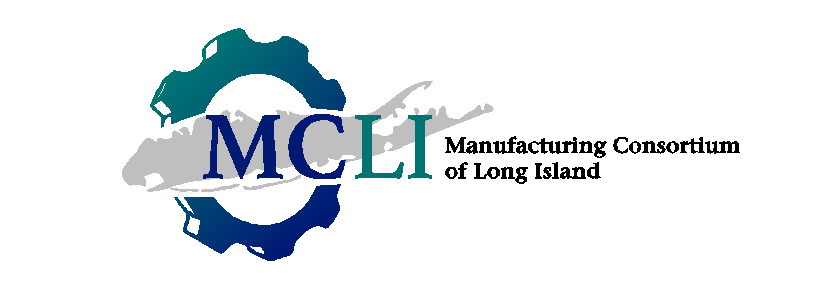 MCLI
Manufacturing Consortium
of Long Island